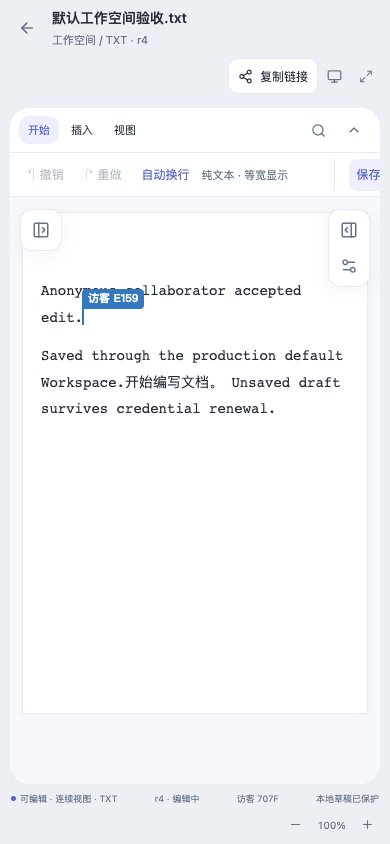 默认工作空间验收.txt
工作空间 / TXT · r4
复制链接
开始 插入 视图
撤销 重做 自动换行 纯文本 · 等宽显示 保存
Anonymous collaborator accepted
访客 E159
edit.
Saved through the production default
Workspace.开始编写文档。 Unsaved draft
survives credential renewal.
可编辑 · 连续视图 · TXT r4 · 编辑中 访客 707F 本地草稿已保护
100%